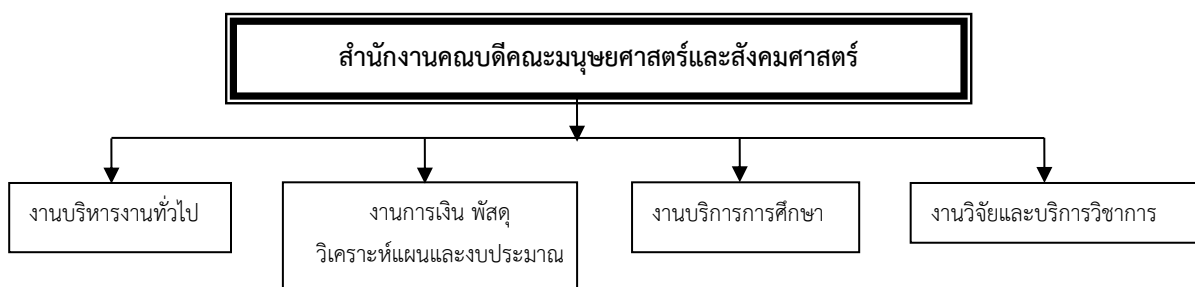 สำนักงานคณบดีคณะมนุษยศาสตร์และสังคมศาสตร์
งานบริหารงานทั่วไป
งานการเงิน พัสดุ
วิเคราะห์แผนและงบประมาณ
งานบริการการศึกษา
งานวิจัยและบริการวิชาการ